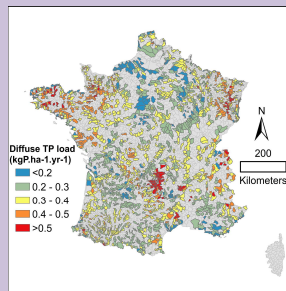 N
200
Kilometers
Diffuse TP load
(kgP.ha-1.yr-1)
<0.2
0.2 - 0.3
0.3 - 0.4
0.4 - 0.5
>0.5